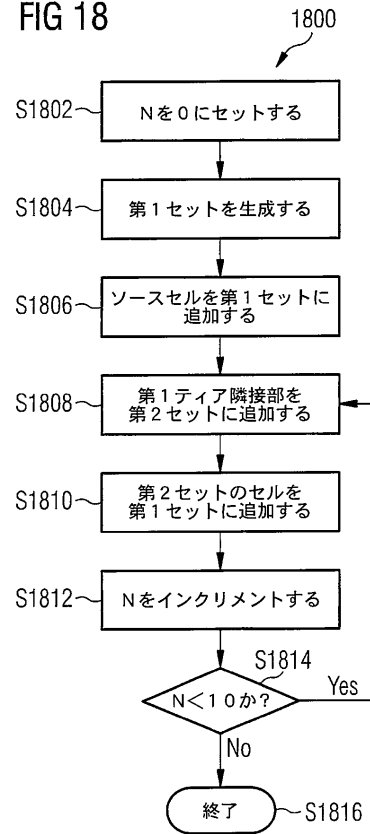 FIG 18
1800
S1802
Nを0にセットする
S1804
第1セットを生成する
S1806
ソースセルを第1セットに
追加する
S1808
第1ティア隣接部を
第2セットに追加する
S1810
第2セットのセルを
第1セットに追加する
S1812
Nをインクリメントする
S1814
N<10か?
Yes
No
終了
S1816